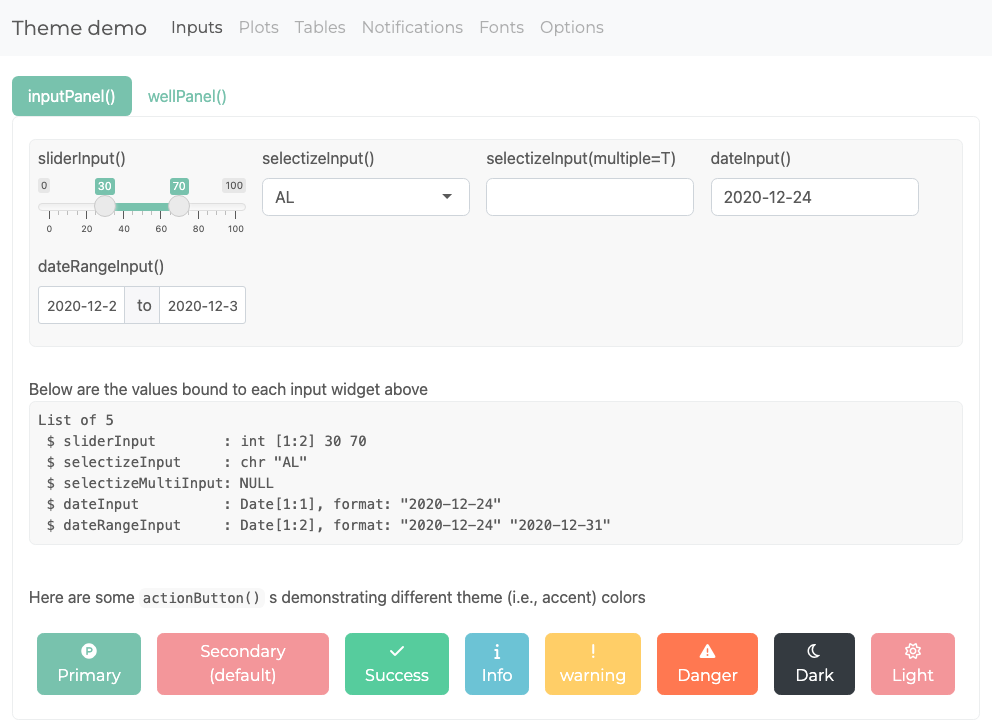 Theme demo Inputs Plots Tables Notifications Fonts Options
inputPanel() wellPanel()
sliderInput() selectizeInput() selectizeInput(multiple=T) dateInput()
0 30 70 100
AL 2020-12-24
0 20 40 60 80 100
dateRangeInput()
2020-12-2 to 2020-12-3
Below are the values bound to each input widget above
List of 5
$ sliderInput : int [1:2] 30 70
$ selectizeInput : chr "AL"
$ selectizeMultiInput: NULL
$ dateInput : Date[1:1], format: "2020-12-24"
$ dateRangeInput : Date[1:2], format: "2020-12-24" "2020-12-31"
Here are some actionButton() s demonstrating different theme (i.e., accent) colors
Primary Secondary (default) Success Info warning Danger Dark Light